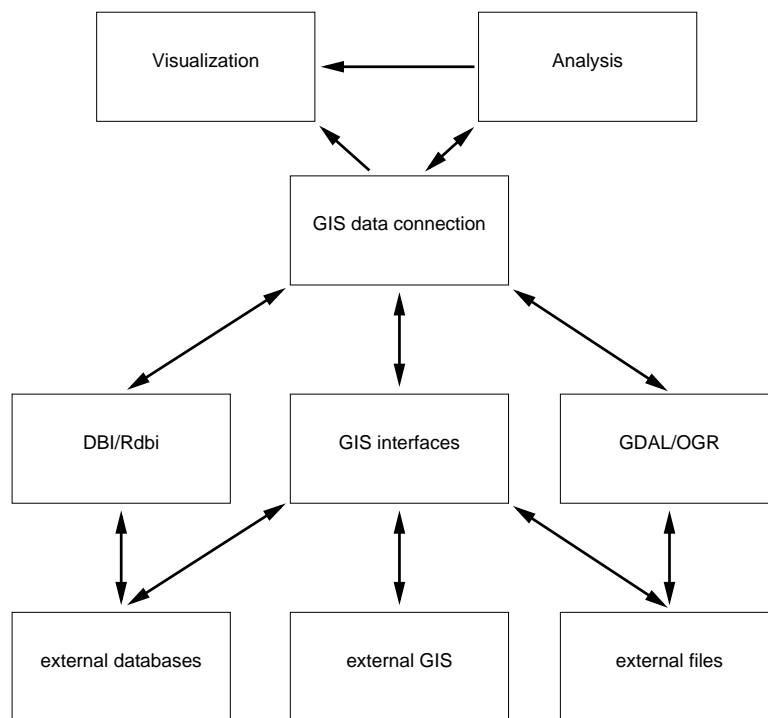 Visualization
Analysis
GIS data connection
DBI/Rdbi
GIS interfaces
GDAL/OGR
external databases
external GIS
external files